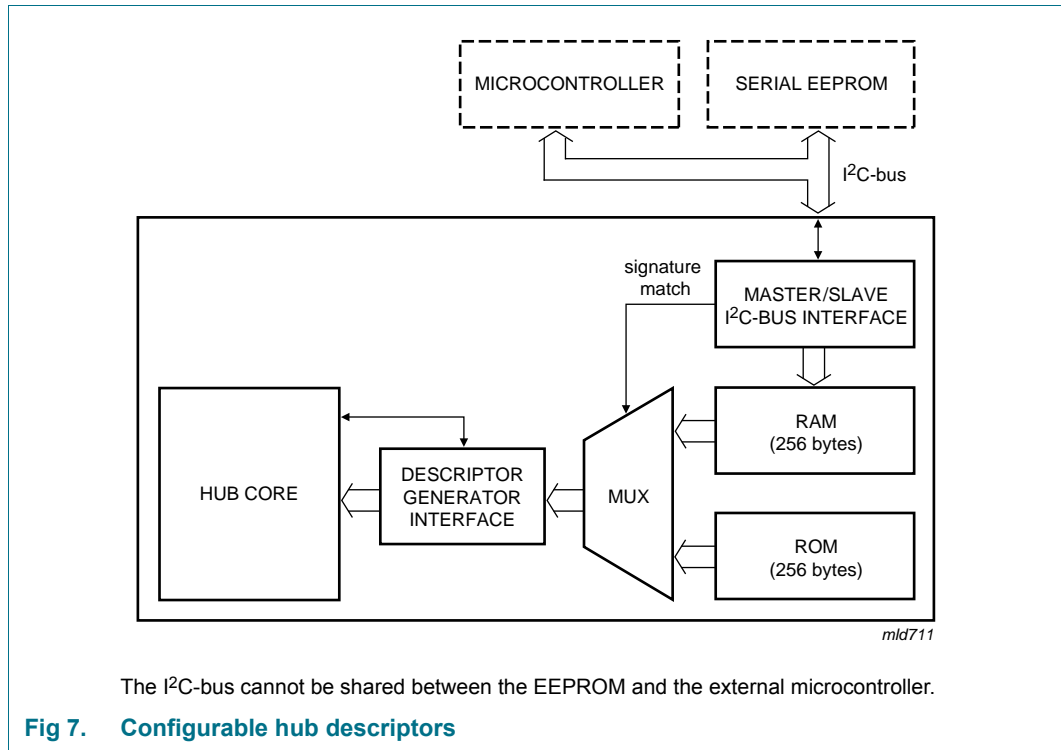 MICROCONTROLLER
SERIAL EEPROM
I²C-bus
signature
match
MASTER/SLAVE
I²C-BUS INTERFACE
RAM
(256 bytes)
HUB CORE
DESCRIPTOR
GENERATOR
INTERFACE
MUX
ROM
(256 bytes)
mld711
The I²C-bus cannot be shared between the EEPROM and the external microcontroller.
Fig 7. Configurable hub descriptors